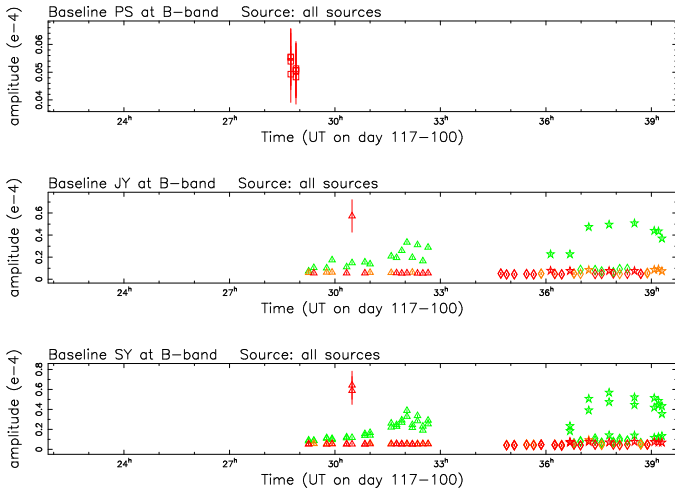 Baseline PS at B-band Source: all sources
amplitude (e-4)
0.06
0.05
0.04
24h 27h 30h 33h 36h 39h
Time (UT on day 117-100)
Baseline JY at B-band Source: all sources
amplitude (e-4)
0.6
0.4
0.2
0
24h 27h 30h 33h 36h 39h
Time (UT on day 117-100)
Baseline SY at B-band Source: all sources
amplitude (e-4)
0.8
0.6
0.4
0.2
0
24h 27h 30h 33h 36h 39h
Time (UT on day 117-100)